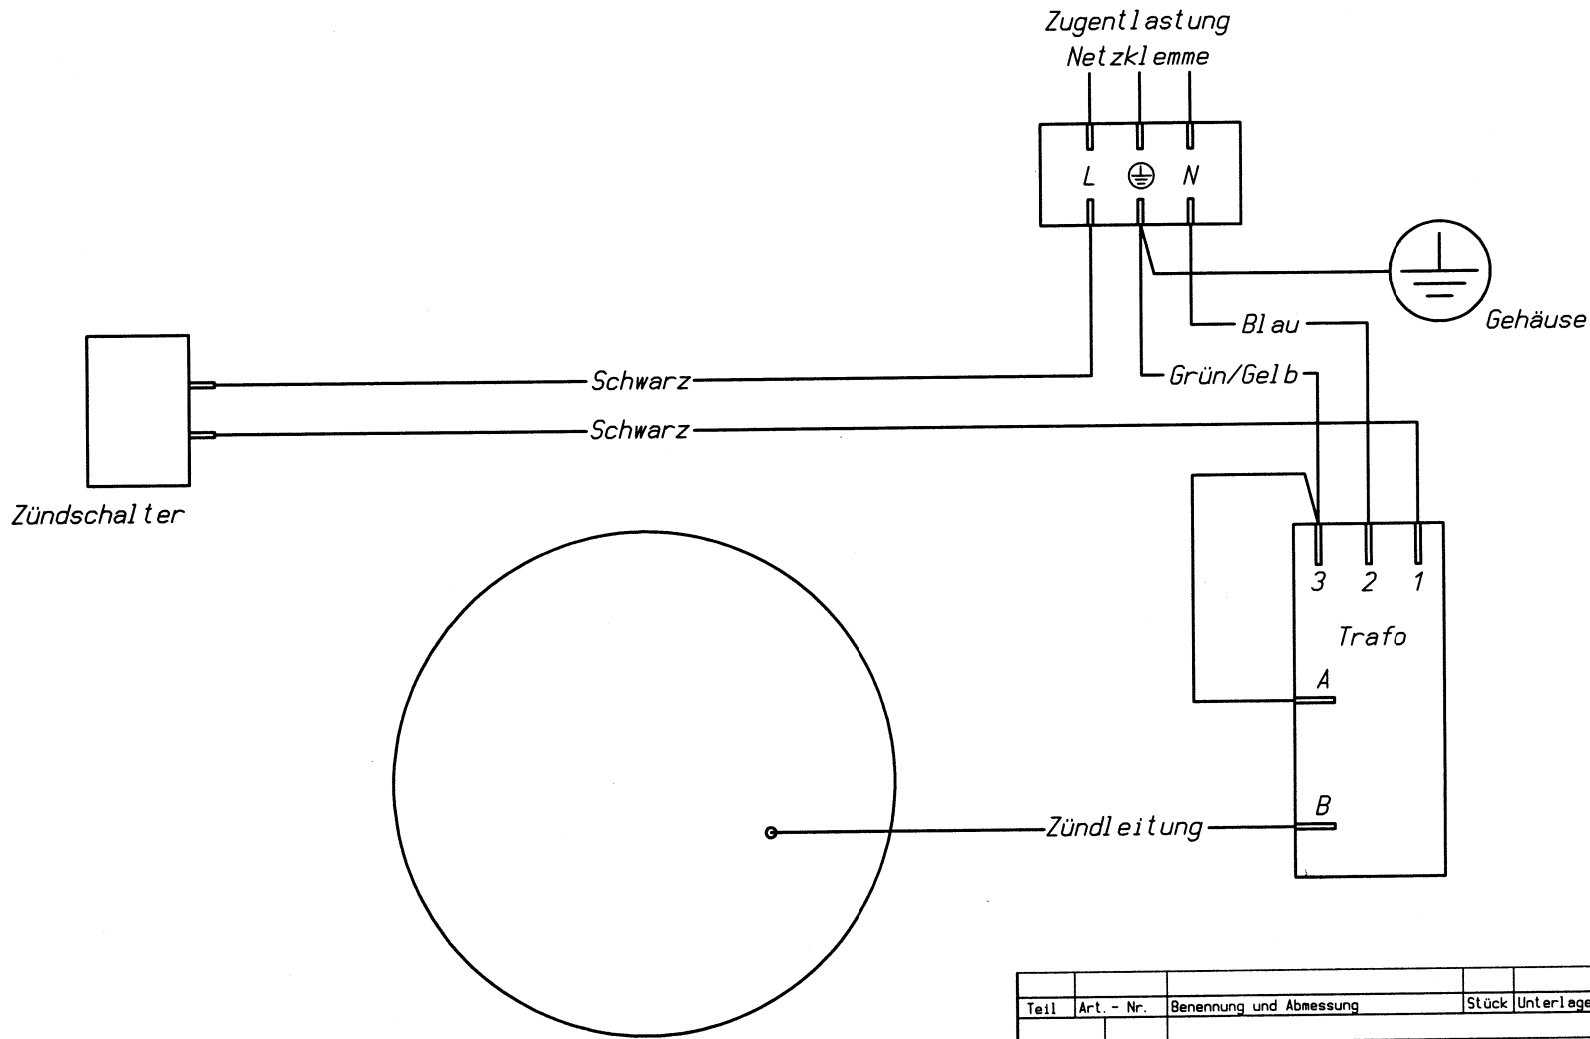 Zugentlastung
Netzklemme
L N
Gehäuse
Blau
Grün/Gelb
Schwarz
Schwarz
Zündschalter
3 2 1
Trafo
A
B
Zündleitung
Teil Art. - Nr. Benennung und Abmessung Stück Unterlage